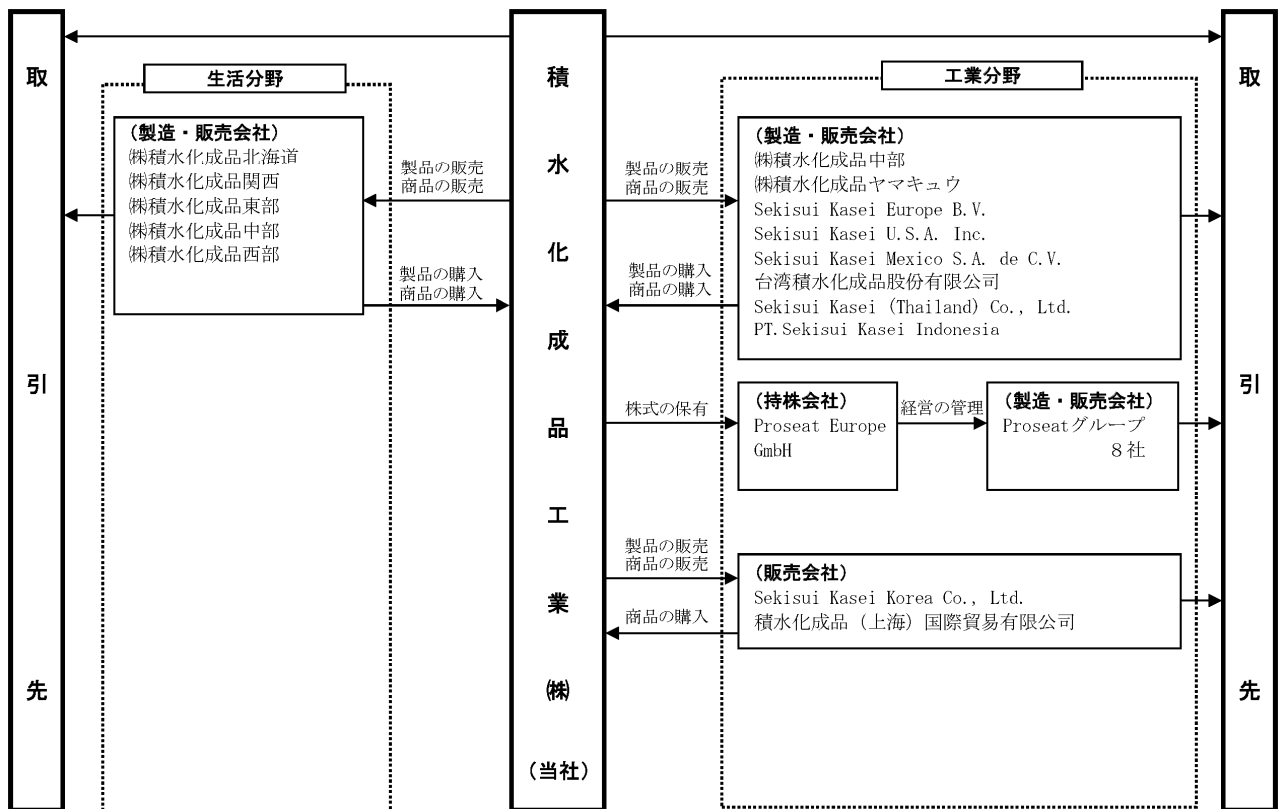 取引先
生活分野
(製造・販売会社)
㈱積水化成品北海道
㈱積水化成品関西
㈱積水化成品東部
㈱積水化成品中部
㈱積水化成品西部
製品の販売
商品の販売
製品の購入
商品の購入
積水化成品工業㈱
(当社)
工業分野
製品の販売
商品の販売
製品の購入
商品の購入
(製造・販売会社)
㈱積水化成品中部
㈱積水化成品ヤマキュウ
Sekisui Kasei Europe B.V.
Sekisui Kasei U.S.A. Inc.
Sekisui Kasei Mexico S.A. de C.V.
台湾積水化成品股份有限公司
Sekisui Kasei (Thailand) Co., Ltd.
PT.Sekisui Kasei Indonesia
株式の保有
(持株会社)
Proseat Europe
GmbH
経営の管理
(製造・販売会社)
Proseatグループ
8社
製品の販売
商品の販売
商品の購入
(販売会社)
Sekisui Kasei Korea Co., Ltd.
積水化成品(上海)国際貿易有限公司
取引先